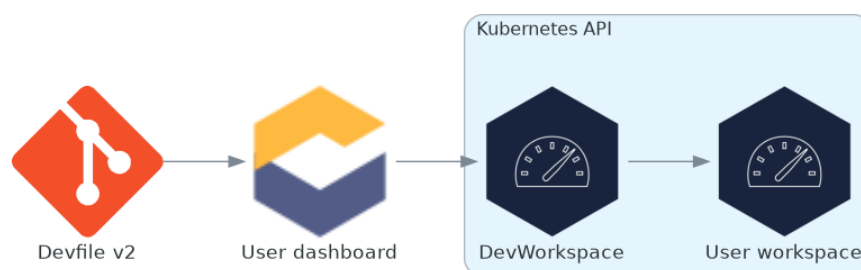 Kubernetes API
Devfile v2
User dashboard
DevWorkspace
User workspace